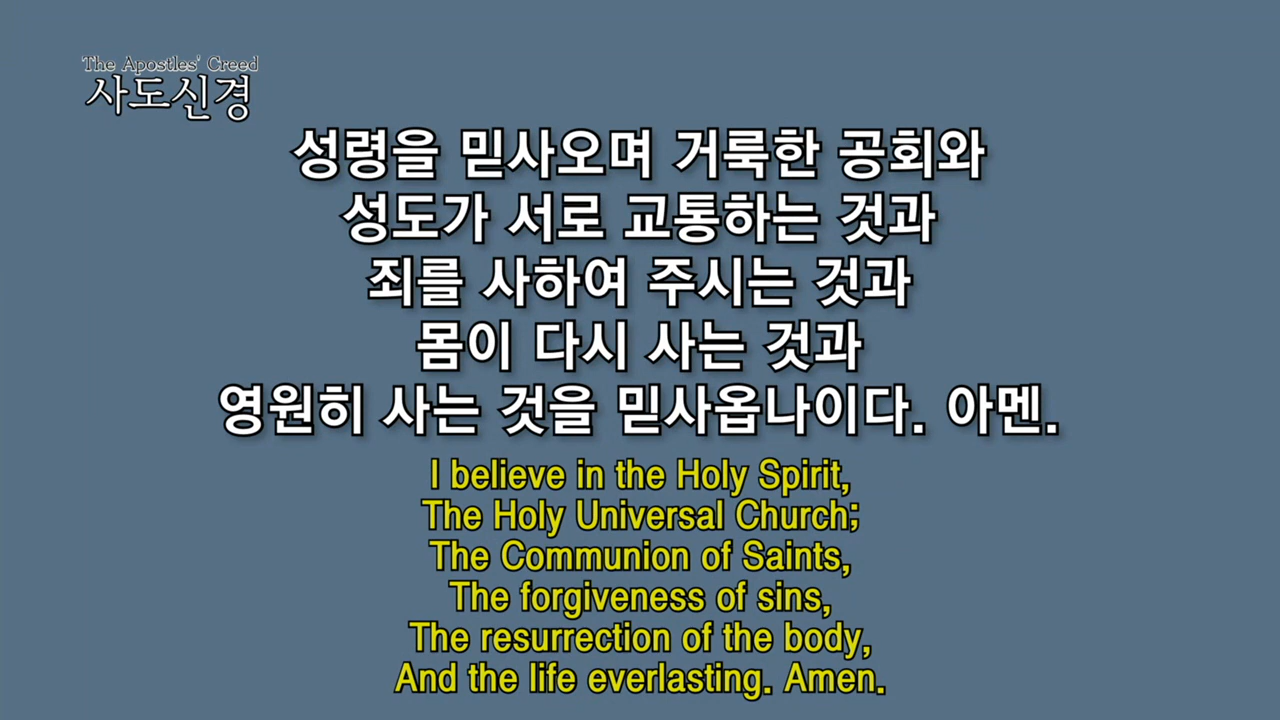 The Apostles' Creed
사도신경
성령을 믿사오며 거룩한 공회와
성도가 서로 교통하는 것과
죄를 사하여 주시는 것과
몸이 다시 사는 것과
영원히 사는 것을 믿사옵나이다. 아멘.
I believe in the Holy Spirit,
The Holy Universal Church;
The Communion of Saints,
The forgiveness of sins,
The resurrection of the body,
And the life everlasting. Amen.